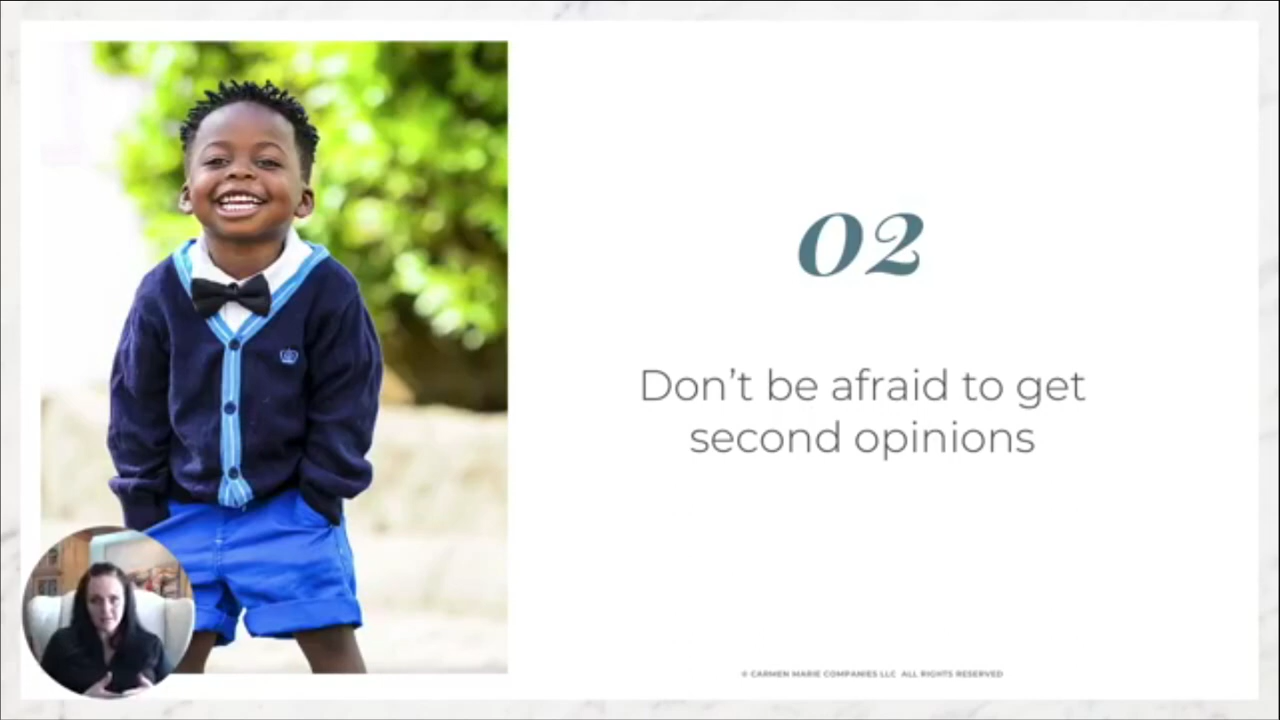 02
Don’t be afraid to get
second opinions
© CARMEN MARIE COMPANIES LLC ALL RIGHTS RESERVED